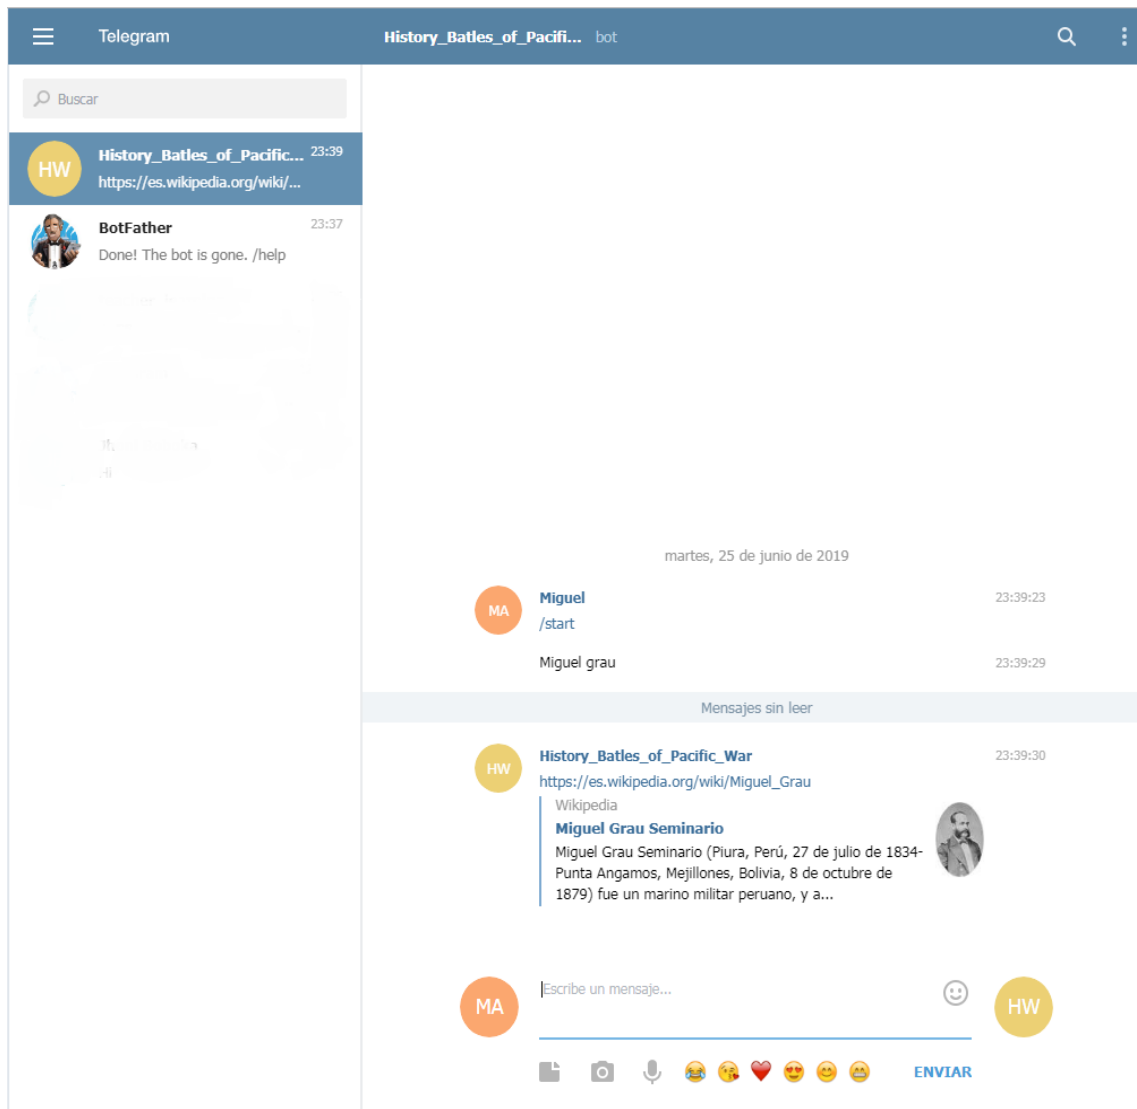 Telegram
History_Batles_of_Pacifi... bot
Buscar
HW
History_Batles_of_Pacific... 23:39
https://es.wikipedia.org/wiki/...
BotFather 23:37
Done! The bot is gone. /help
martes, 25 de junio de 2019
MA
Miguel 23:39:23
/start
Miguel grau 23:39:29
Mensajes sin leer
HW
History_Batles_of_Pacific_War 23:39:30
https://es.wikipedia.org/wiki/Miguel_Grau
Wikipedia
Miguel Grau Seminario
Miguel Grau Seminario (Piura, Perú, 27 de julio de 1834-
Punta Angamos, Mejillones, Bolivia, 8 de octubre de
1879) fue un marino militar peruano, y a...
MA
Escribe un mensaje...
HW
ENVIAR